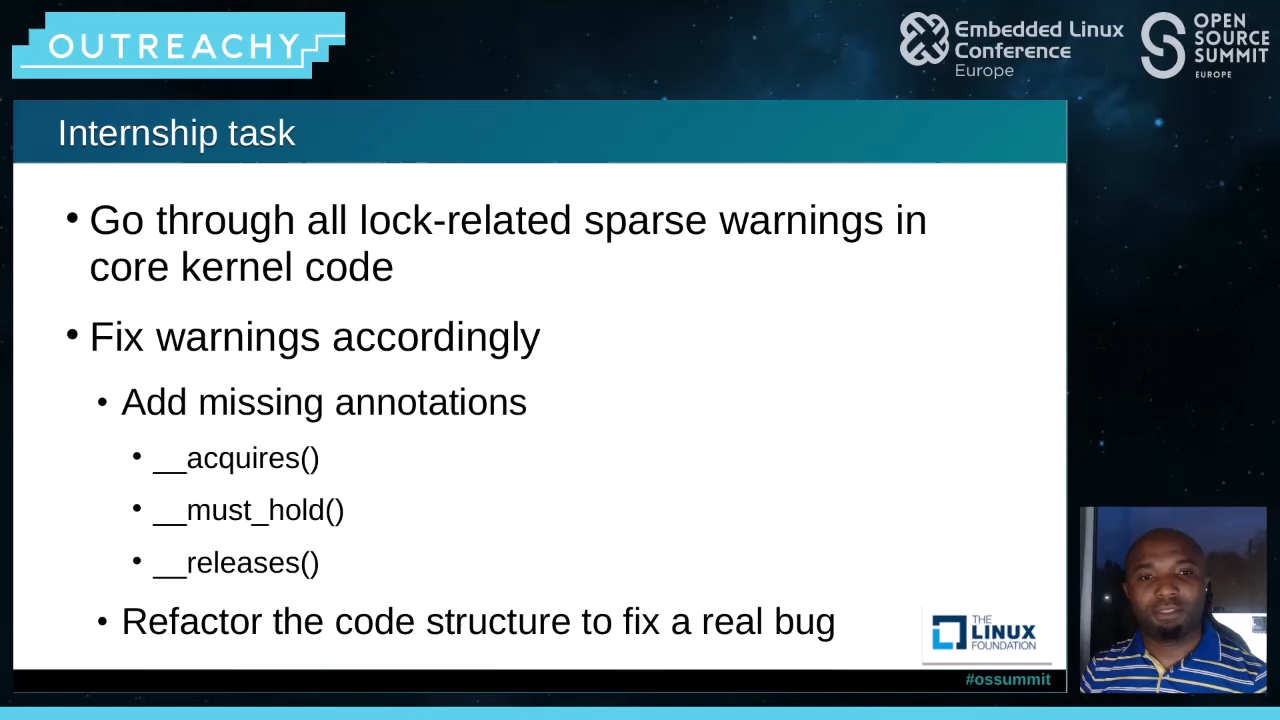 OUTREACHY
Embedded Linux
Conference
Europe
OPEN
SOURCE
SUMMIT
EUROPE
Internship task
• Go through all lock-related sparse warnings in
core kernel code
• Fix warnings accordingly
• Add missing annotations
• __acquires()
• __must_hold()
• __releases()
• Refactor the code structure to fix a real bug
THE
LINUX
FOUNDATION
#ossummit